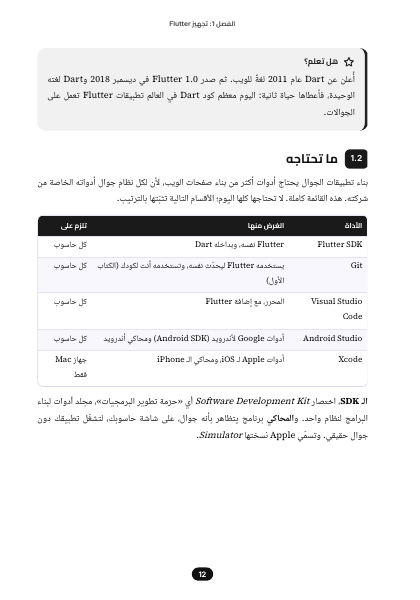 الفصل 1: تجهيز Flutter
هل تعلم؟
أُعلن عن Dart عام 2011 لغةً للويب. ثم صدر Flutter 1.0 في ديسمبر 2018 وDart لغته
الوحيدة، فأعطاها حياة ثانية: اليوم معظم كود Dart في العالم تطبيقات Flutter تعمل على
الجوالات.
1.2 ما تحتاجه
بناء تطبيقات الجوال يحتاج أدوات أكثر من بناء صفحات الويب، لأن لكل نظام جوال أدواته الخاصة من
شركته. هذه القائمة كاملة. لا تحتاجها كلها اليوم؛ الأقسام التالية تثبّتها بالترتيب.
الأداة الغرض منها تلزم على
Flutter SDK Flutter نفسه، وبداخله Dart كل حاسوب
Git يستخدمه Flutter ليحدّث نفسه، وتستخدمه أنت لكودك (الكتاب كل حاسوب
الأول)
Visual Studio المحرر، مع إضافة Flutter كل حاسوب
Code
Android Studio أدوات Google لأندرويد (Android SDK) ومحاكي أندرويد كل حاسوب
Xcode أدوات Apple لـ iOS، ومحاكي الـ iPhone جهاز Mac
فقط
الـ SDK، اختصار Software Development Kit أي «حزمة تطوير البرمجيات»، مجلد أدوات لبناء
البرامج لنظام واحد. والمحاكي برنامج يتظاهر بأنه جوال، على شاشة حاسوبك، لتشغّل تطبيقك دون
جوال حقيقي. وتسمّي Apple نسختها Simulator.
12